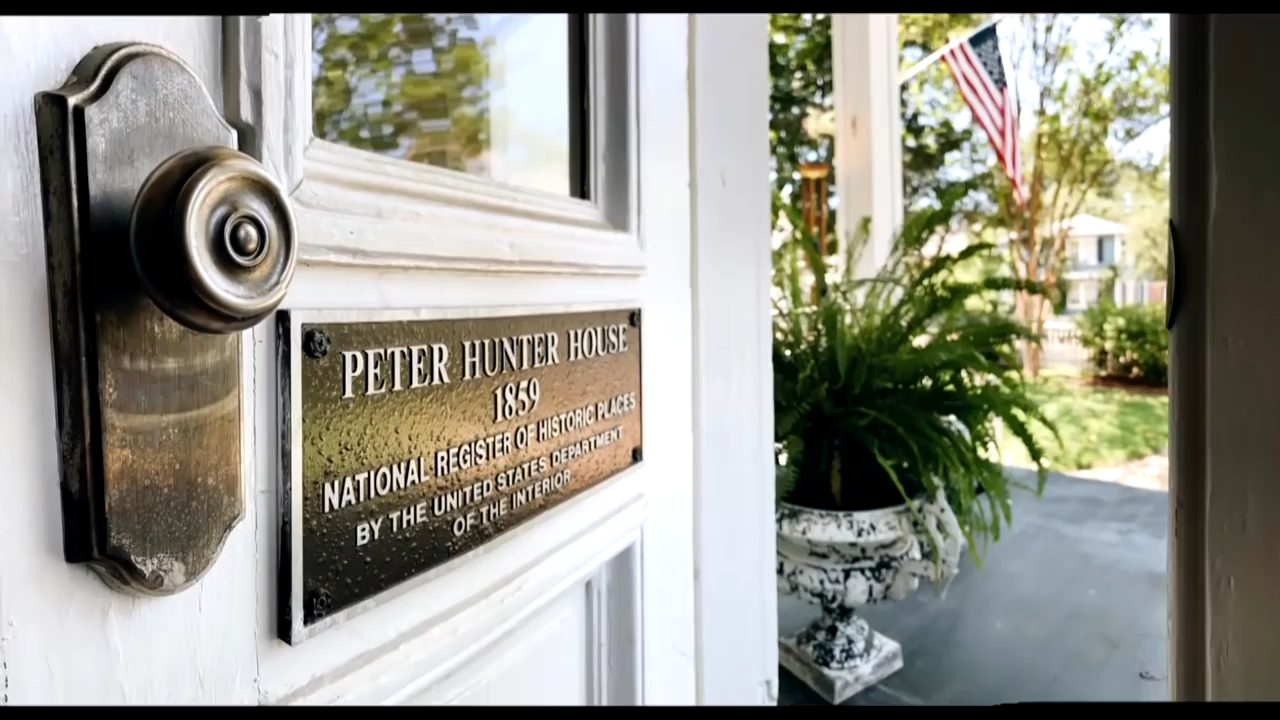 PETER HUNTER HOUSE
1859
NATIONAL REGISTER OF HISTORIC PLACES
BY THE UNITED STATES DEPARTMENT
OF THE INTERIOR